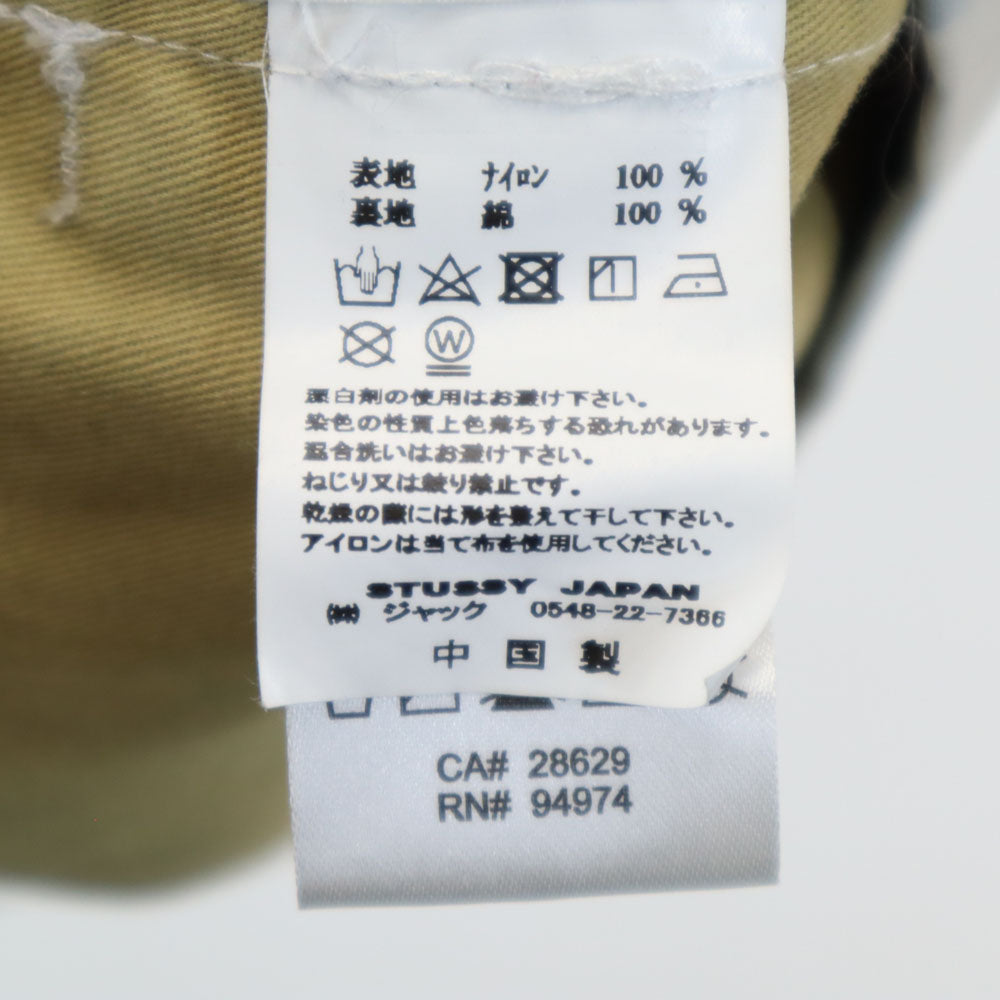 表地 ナイロン 100 %
裏地 綿 100 %
W
漂白剤の使用はお避け下さい。
染色の性質上色落ちする恐れがあります。
混合洗いはお避け下さい。
ねじり又は絞り禁止です。
乾燥の際には形を整えて干して下さい。
アイロンは当て布を使用してください。
STUSSY JAPAN
㈱ ジャック 0548-22-7366
中国製
CA# 28629
RN# 94974